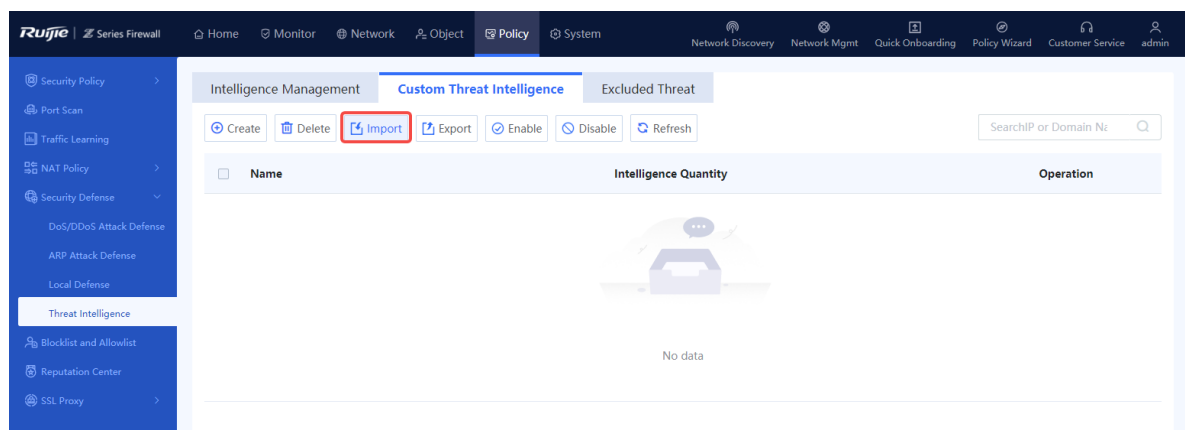 Ruijie | Z Series Firewall
Home Monitor Network Object Policy System Network Discovery Network Mgmt Quick Onboarding Policy Wizard Customer Service admin
Security Policy
Port Scan
Traffic Learning
NAT Policy
Security Defense
DoS/DDoS Attack Defense
ARP Attack Defense
Local Defense
Threat Intelligence
Blocklist and Allowlist
Reputation Center
SSL Proxy
Intelligence Management Custom Threat Intelligence Excluded Threat
Create Delete Import Export Enable Disable Refresh SearchIP or Domain Na
Name Intelligence Quantity Operation
No data